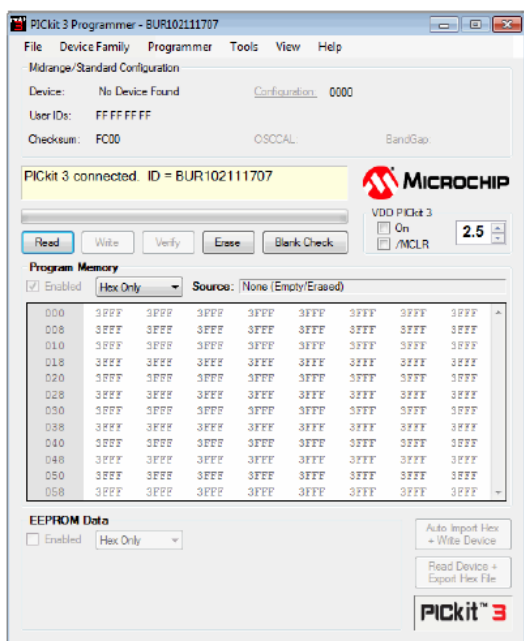 PICkit 3 Programmer - BUR102111707
File Device Family Programmer Tools View Help
Midrange/Standard Configuration
Device: No Device Found Configuration: 0000
User IDs: FF FF FF FF
Checksum: FC00 OSCCAL: BandGap:
PICkit 3 connected. ID = BUR102111707
MICROCHIP
VDD PICkit 3
On
/MCLR
2.5
Read Write Verify Erase Blank Check
Program Memory
Enabled Hex Only Source: None (Empty/Erased)
000 3FFF 3FFF 3FFF 3FFF 3FFF 3FFF 3FFF 3FFF
008 3FFF 3FFF 3FFF 3FFF 3FFF 3FFF 3FFF 3FFF
010 3FFF 3FFF 3FFF 3FFF 3FFF 3FFF 3FFF 3FFF
018 3FFF 3FFF 3FFF 3FFF 3FFF 3FFF 3FFF 3FFF
020 3FFF 3FFF 3FFF 3FFF 3FFF 3FFF 3FFF 3FFF
028 3FFF 3FFF 3FFF 3FFF 3FFF 3FFF 3FFF 3FFF
030 3FFF 3FFF 3FFF 3FFF 3FFF 3FFF 3FFF 3FFF
038 3FFF 3FFF 3FFF 3FFF 3FFF 3FFF 3FFF 3FFF
040 3FFF 3FFF 3FFF 3FFF 3FFF 3FFF 3FFF 3FFF
048 3FFF 3FFF 3FFF 3FFF 3FFF 3FFF 3FFF 3FFF
050 3FFF 3FFF 3FFF 3FFF 3FFF 3FFF 3FFF 3FFF
058 3FFF 3FFF 3FFF 3FFF 3FFF 3FFF 3FFF 3FFF
EEPROM Data
Enabled Hex Only
Auto Import Hex
+ Write Device
Read Device +
Export Hex File
PICkit™ 3